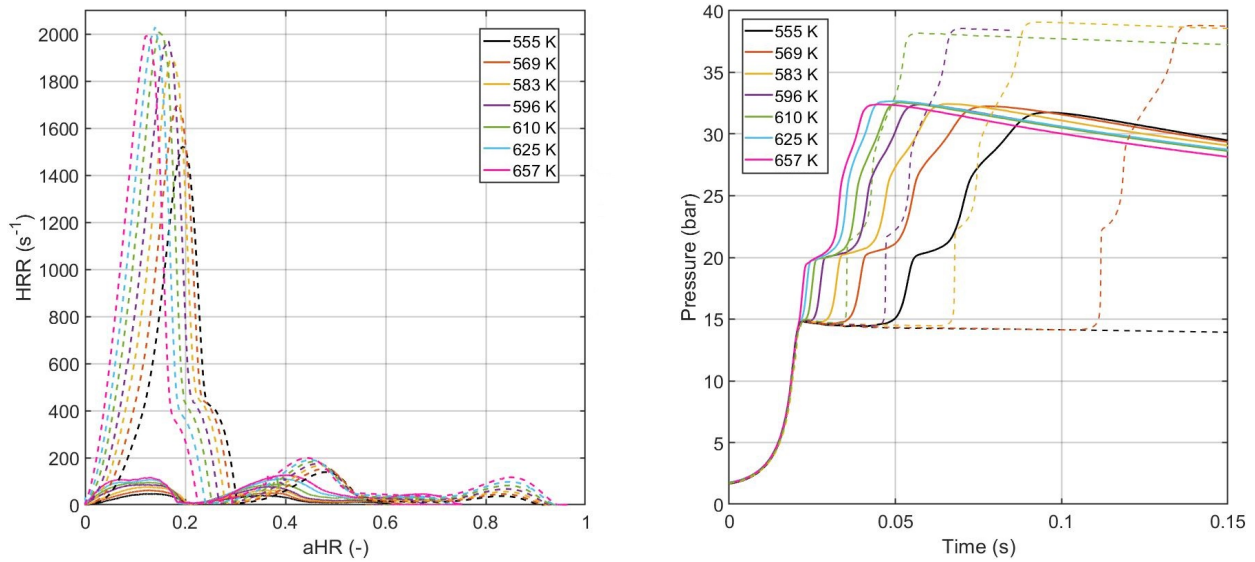 2000
1800
1600
1400
1200
1000
800
600
400
200
0
HRR (s⁻¹)
0 0.2 0.4 0.6 0.8 1
aHR (-)
555 K
569 K
583 K
596 K
610 K
625 K
657 K
40
35
30
25
20
15
10
5
0
Pressure (bar)
0 0.05 0.1 0.15
Time (s)
555 K
569 K
583 K
596 K
610 K
625 K
657 K